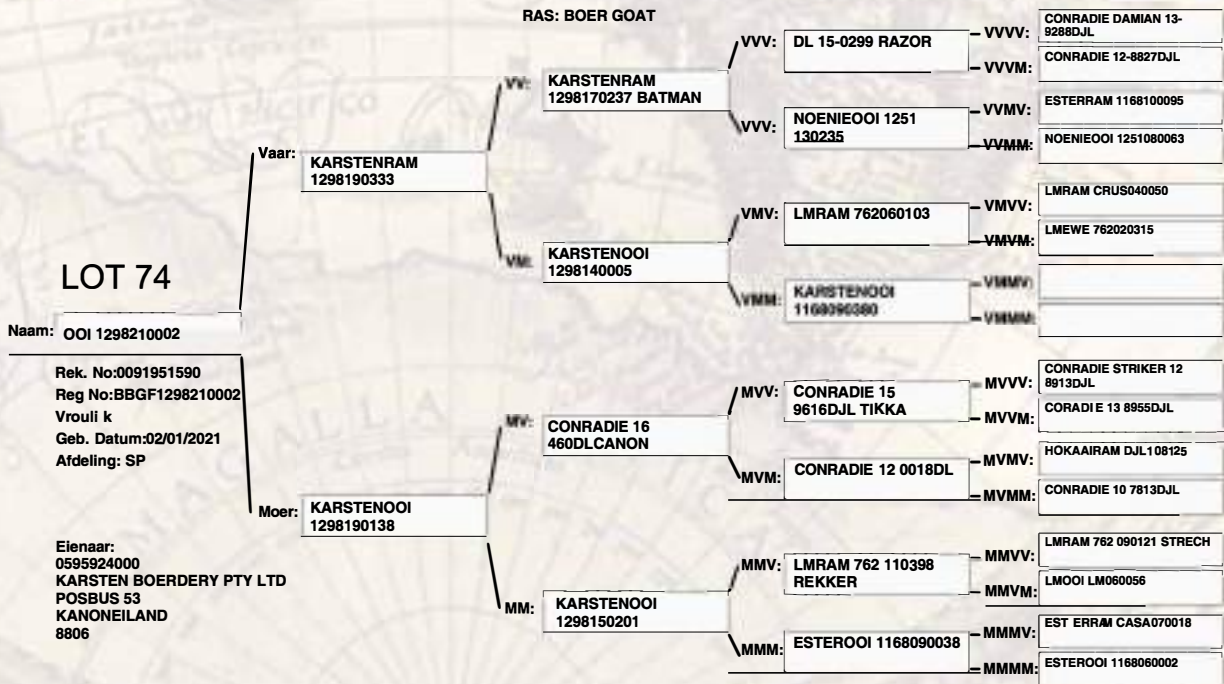 RAS: BOER GOAT
LOT 74
Naam: OOI 1298210002
Rek. No:0091951590
Reg No:BBGF1298210002
Vrouli k
Geb. Datum:02/01/2021
Afdeling: SP
Eienaar:
0595924000
KARSTEN BOERDERY PTY LTD
POSBUS 53
KANONEILAND
8806
Vaar: KARSTENRAM
1298190333
Moer: KARSTENOOI
1298190138
VV: KARSTENRAM
1298170237 BATMAN
VM: KARSTENOOI
1298140005
MV: CONRADIE 16
460DLCANON
MM: KARSTENOOI
1298150201
VVV: DL 15-0299 RAZOR
VVV: NOENIEOOI 1251
130235
VMV: LMRAM 762060103
VMM: KARSTENOOI
1168090380
MVV: CONRADIE 15
9616DJL TIKKA
MVM: CONRADIE 12 0018DL
MMV: LMRAM 762 110398
REKKER
MMM: ESTEROOI 1168090038
VVVV: CONRADIE DAMIAN 13-
9288DJL
VVVM: CONRADIE 12-8827DJL
VVMV: ESTERRAM 1168100095
VVMM: NOENIEOOI 1251080063
VMVV: LMRAM CRUS040050
VMVM: LMEWE 762020315
VMMV:
VMMM:
MVVV: CONRADIE STRIKER 12
8913DJL
MVVM: CORADI E 13 8955DJL
MVMV: HOKAAIRAM DJL108125
MVMM: CONRADIE 10 7813DJL
MMVV: LMRAM 762 090121 STRECH
MMVM: LMOOI LM060056
MMMV: EST ERRAM CASA070018
MMMM: ESTEROOI 1168060002